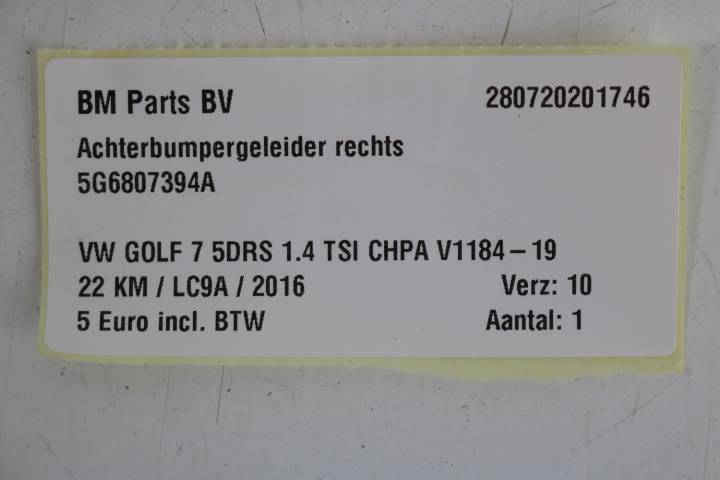 BM Parts BV 280720201746
Achterbumpergeleider rechts
5G6807394A
VW GOLF 7 5DRS 1.4 TSI CHPA V1184-19
22 KM / LC9A / 2016 Verz: 10
5 Euro incl. BTW Aantal: 1